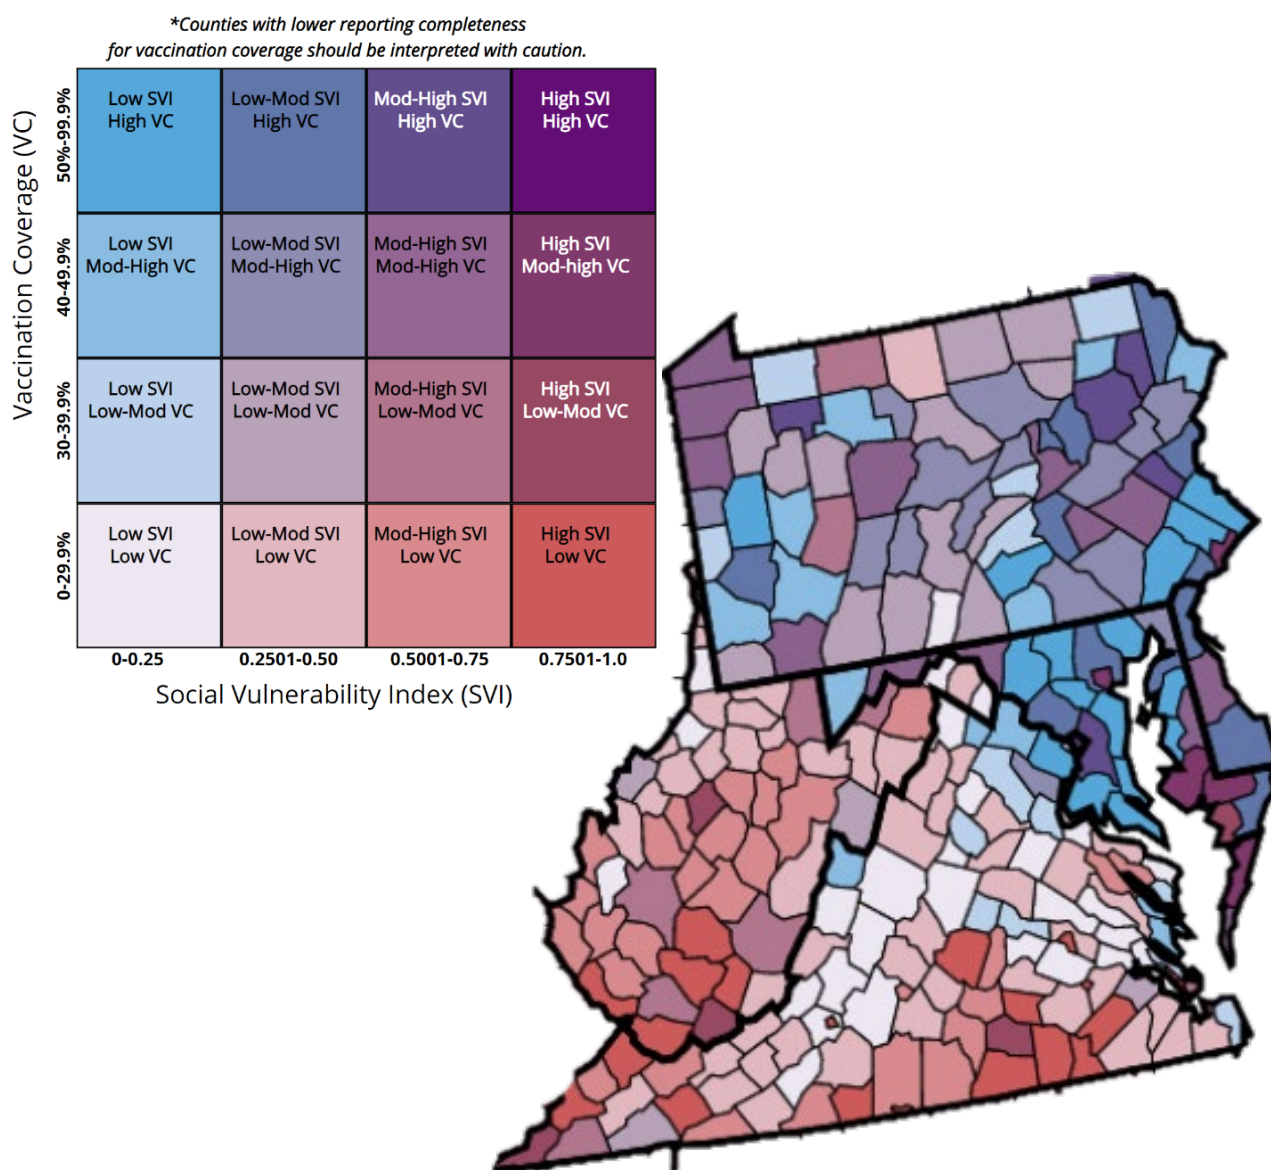 *Counties with lower reporting completeness
for vaccination coverage should be interpreted with caution.
Vaccination Coverage (VC)
50%-99.9%
Low SVI
High VC
Low-Mod SVI
High VC
Mod-High SVI
High VC
High SVI
High VC
40-49.9%
Low SVI
Mod-High VC
Low-Mod SVI
Mod-High VC
Mod-High SVI
Mod-High VC
High SVI
Mod-high VC
30-39.9%
Low SVI
Low-Mod VC
Low-Mod SVI
Low-Mod VC
Mod-High SVI
Low-Mod VC
High SVI
Low-Mod VC
0-29.9%
Low SVI
Low VC
Low-Mod SVI
Low VC
Mod-High SVI
Low VC
High SVI
Low VC
0-0.25
0.2501-0.50
0.5001-0.75
0.7501-1.0
Social Vulnerability Index (SVI)